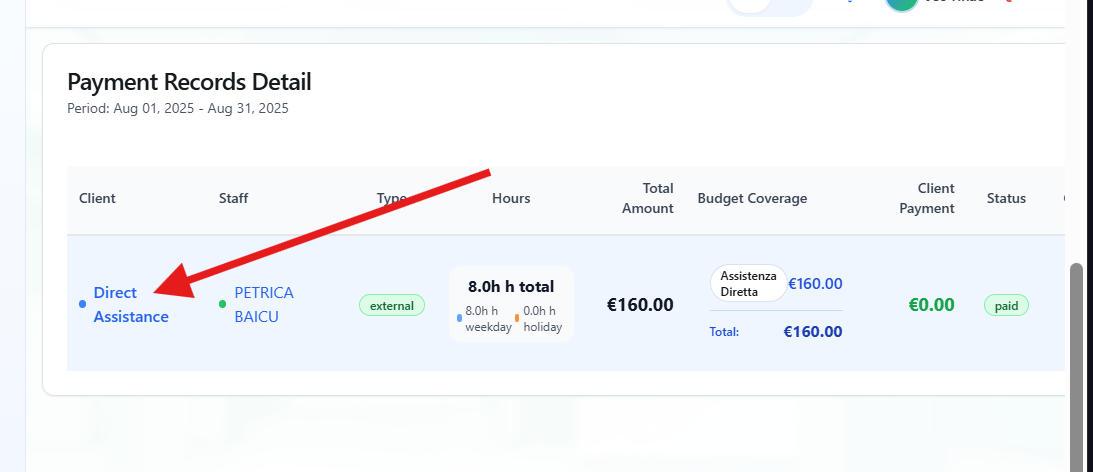 Payment Records Detail
Period: Aug 01, 2025 - Aug 31, 2025
Client
Staff
Type
Hours
Total
Amount
Budget Coverage
Client
Payment
Status
Direct
Assistance
PETRICA
BAICU
external
8.0h h total
8.0h h
weekday
0.0h h
holiday
€160.00
Assistenza
Diretta
€160.00
Total:
€160.00
€0.00
paid